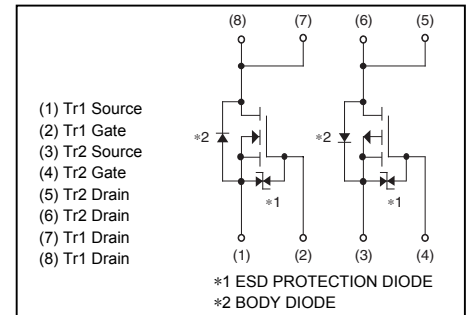 (8) (7) (6) (5)
(1) Tr1 Source
(2) Tr1 Gate
(3) Tr2 Source
(4) Tr2 Gate
(5) Tr2 Drain
(6) Tr2 Drain
(7) Tr1 Drain
(8) Tr1 Drain
∗2 ∗2
∗1 ∗1
(1) (2) (3) (4)
∗1 ESD PROTECTION DIODE
∗2 BODY DIODE